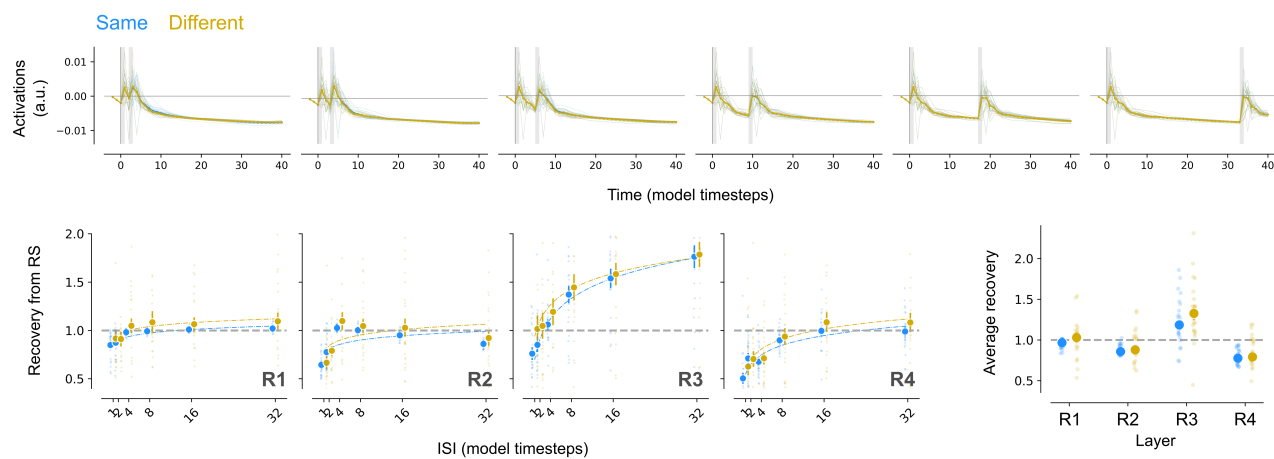 Same Different
Activations
(a.u.)
0.01
0.00
−0.01
0 10 20 30 40
0 10 20 30 40
0 10 20 30 40
0 10 20 30 40
0 10 20 30 40
0 10 20 30 40
Time (model timesteps)
Recovery from RS
2.0
1.5
1.0
0.5
R1
R2
R3
R4
1 2 4 8 16 32
1 2 4 8 16 32
1 2 4 8 16 32
1 2 4 8 16 32
ISI (model timesteps)
Average recovery
2.0
1.5
1.0
0.5
R1 R2 R3 R4
Layer